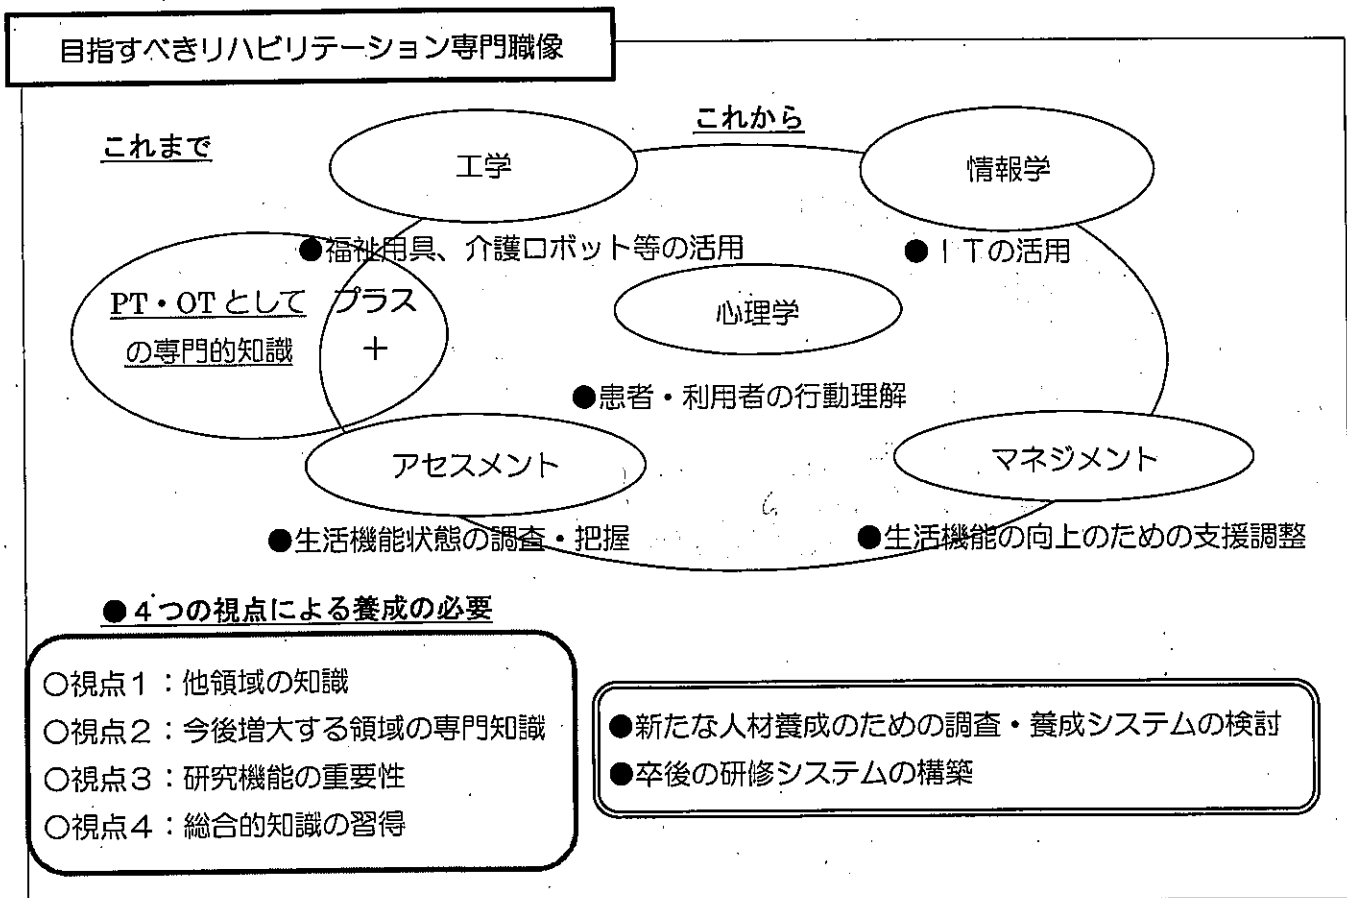 目指すべきリハビリテーション専門職像
これまで
これから
工学
情報学
●福祉用具、介護ロボット等の活用
●ＩＴの活用
PT・OTとして
の専門的知識
プラス
＋
心理学
●患者・利用者の行動理解
アセスメント
マネジメント
●生活機能状態の調査・把握
●生活機能の向上のための支援調整
●４つの視点による養成の必要
○視点１：他領域の知識
○視点２：今後増大する領域の専門知識
○視点３：研究機能の重要性
○視点４：総合的知識の習得
●新たな人材養成のための調査・養成システムの検討
●卒後の研修システムの構築